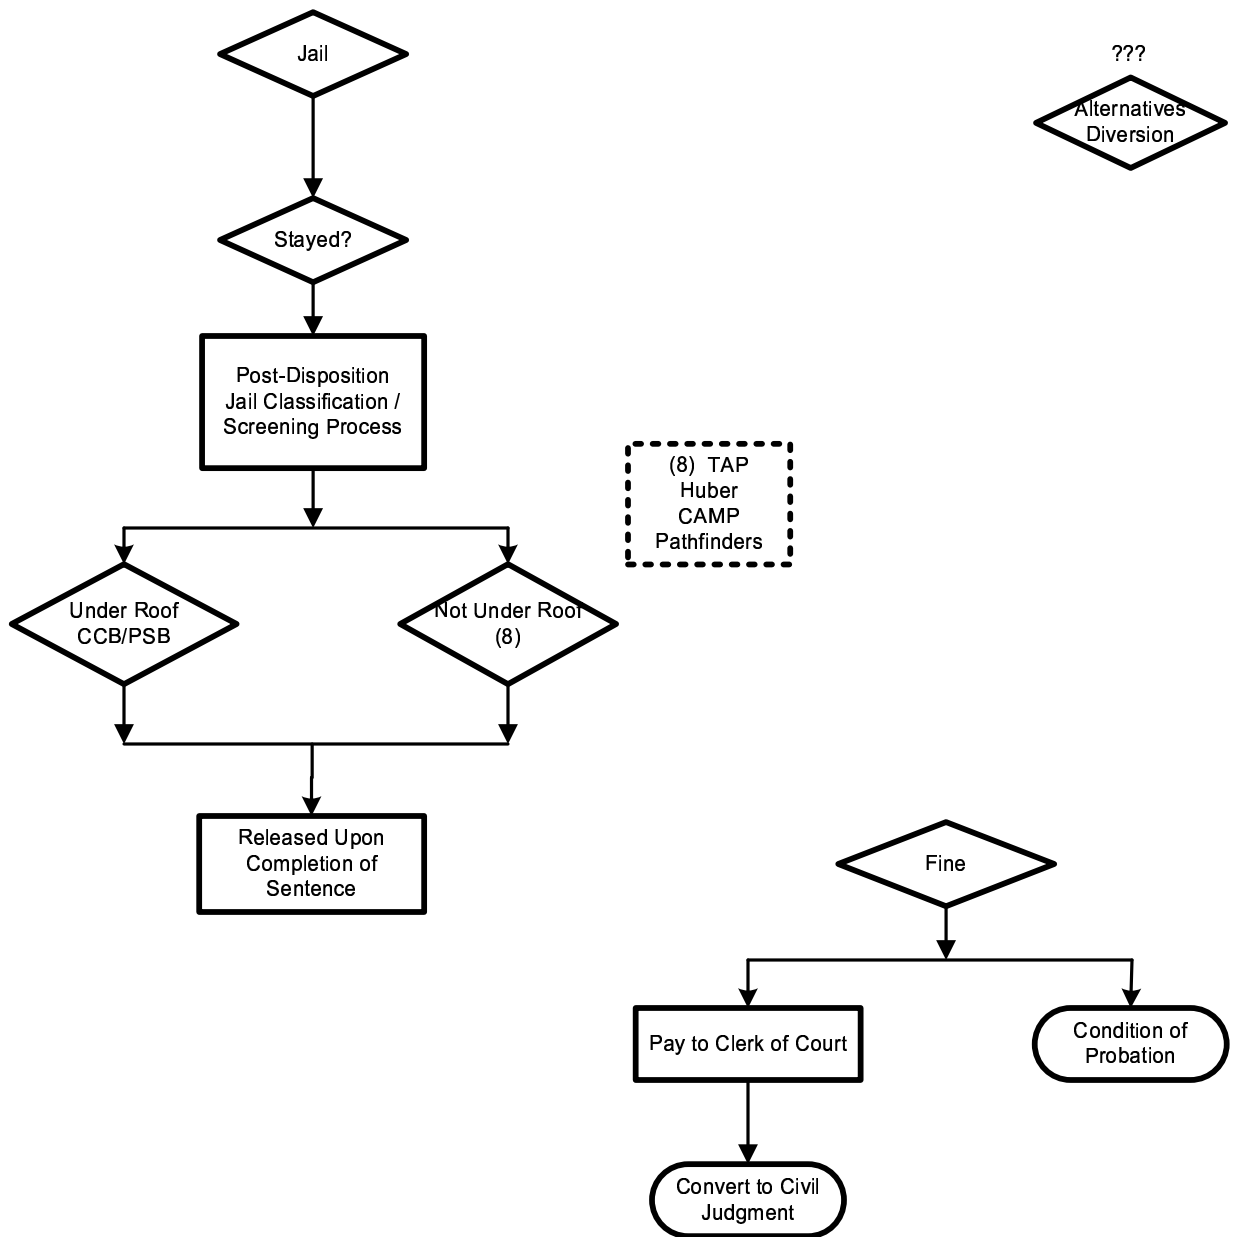 Jail
???
Alternatives
Diversion
Stayed?
Post-Disposition
Jail Classification /
Screening Process
(8) TAP
Huber
CAMP
Pathfinders
Under Roof
CCB/PSB
Not Under Roof
(8)
Released Upon
Completion of
Sentence
Fine
Pay to Clerk of Court
Condition of
Probation
Convert to Civil
Judgment